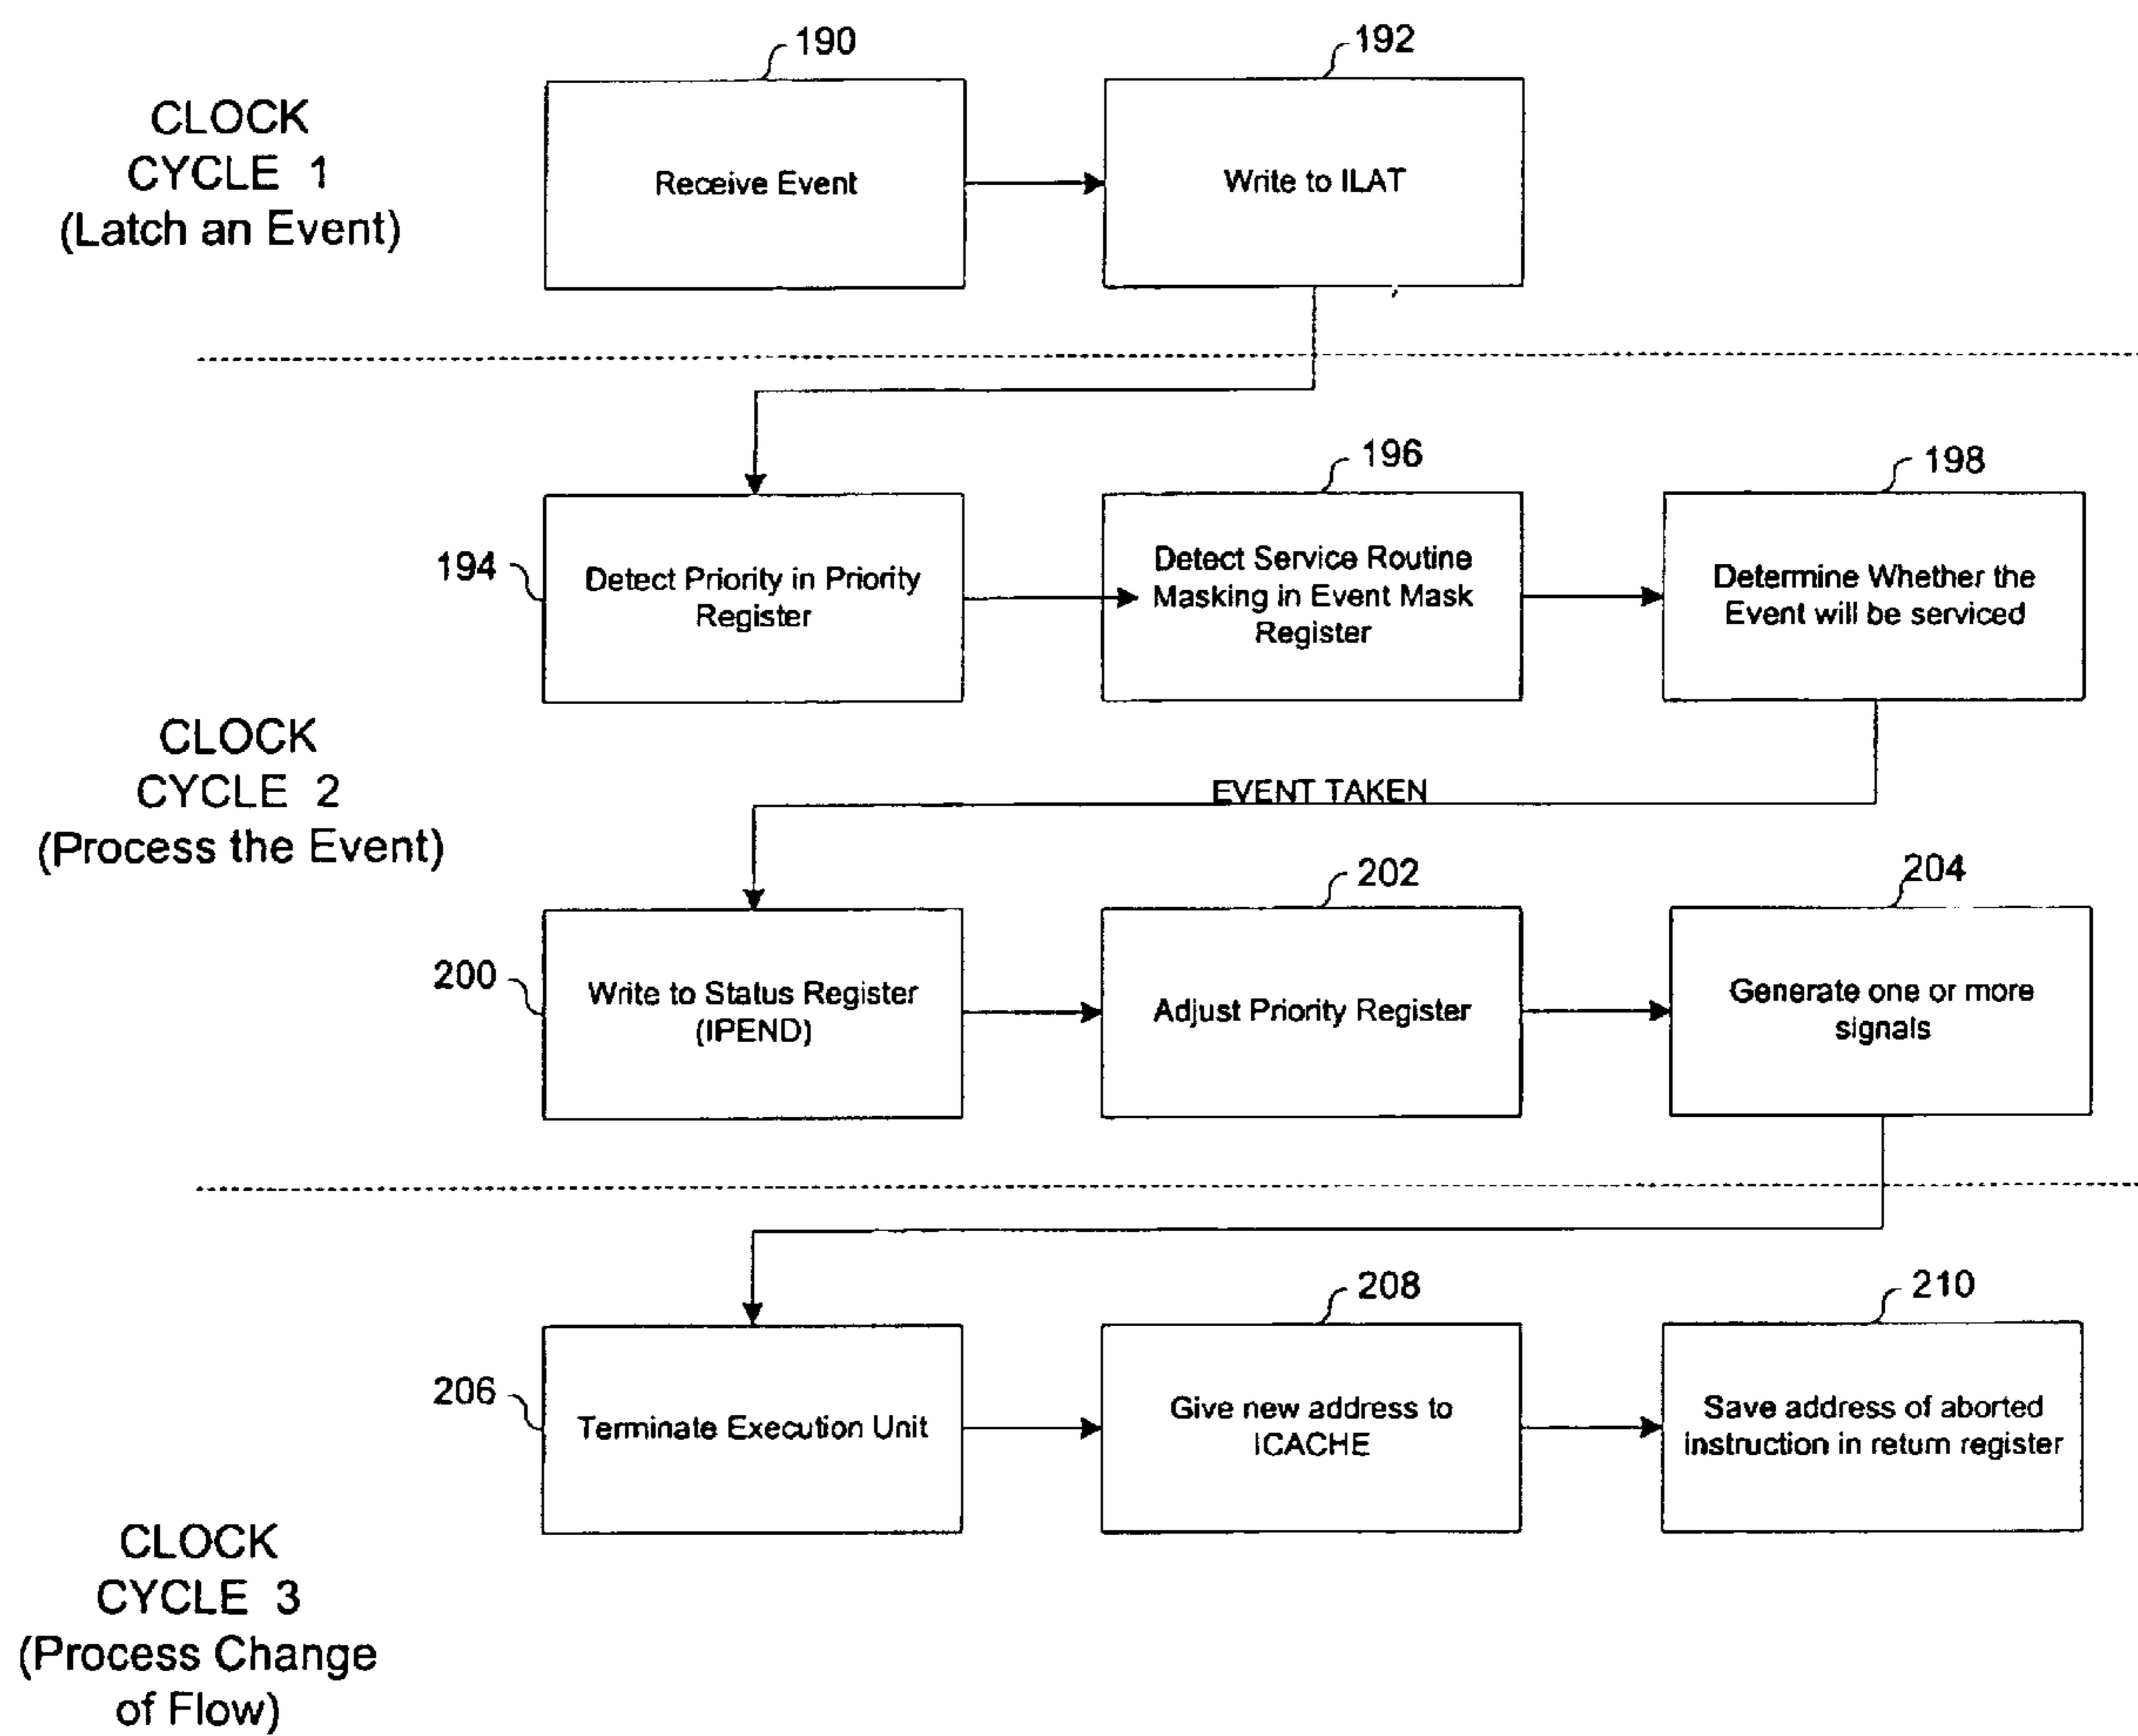 190
192
CLOCK
CYCLE 1
(Latch an Event)
Receive Event
Write to ILAT
194
196
198
Detect Priority in Priority
Register
Detect Service Routine
Masking in Event Mask
Register
Determine Whether the
Event will be serviced
CLOCK
CYCLE 2
(Process the Event)
EVENT TAKEN
200
202
204
Write to Status Register
(IPEND)
Adjust Priority Register
Generate one or more
signals
206
208
210
Terminate Execution Unit
Give new address to
ICACHE
Save address of aborted
instruction in return register
CLOCK
CYCLE 3
(Process Change
of Flow)